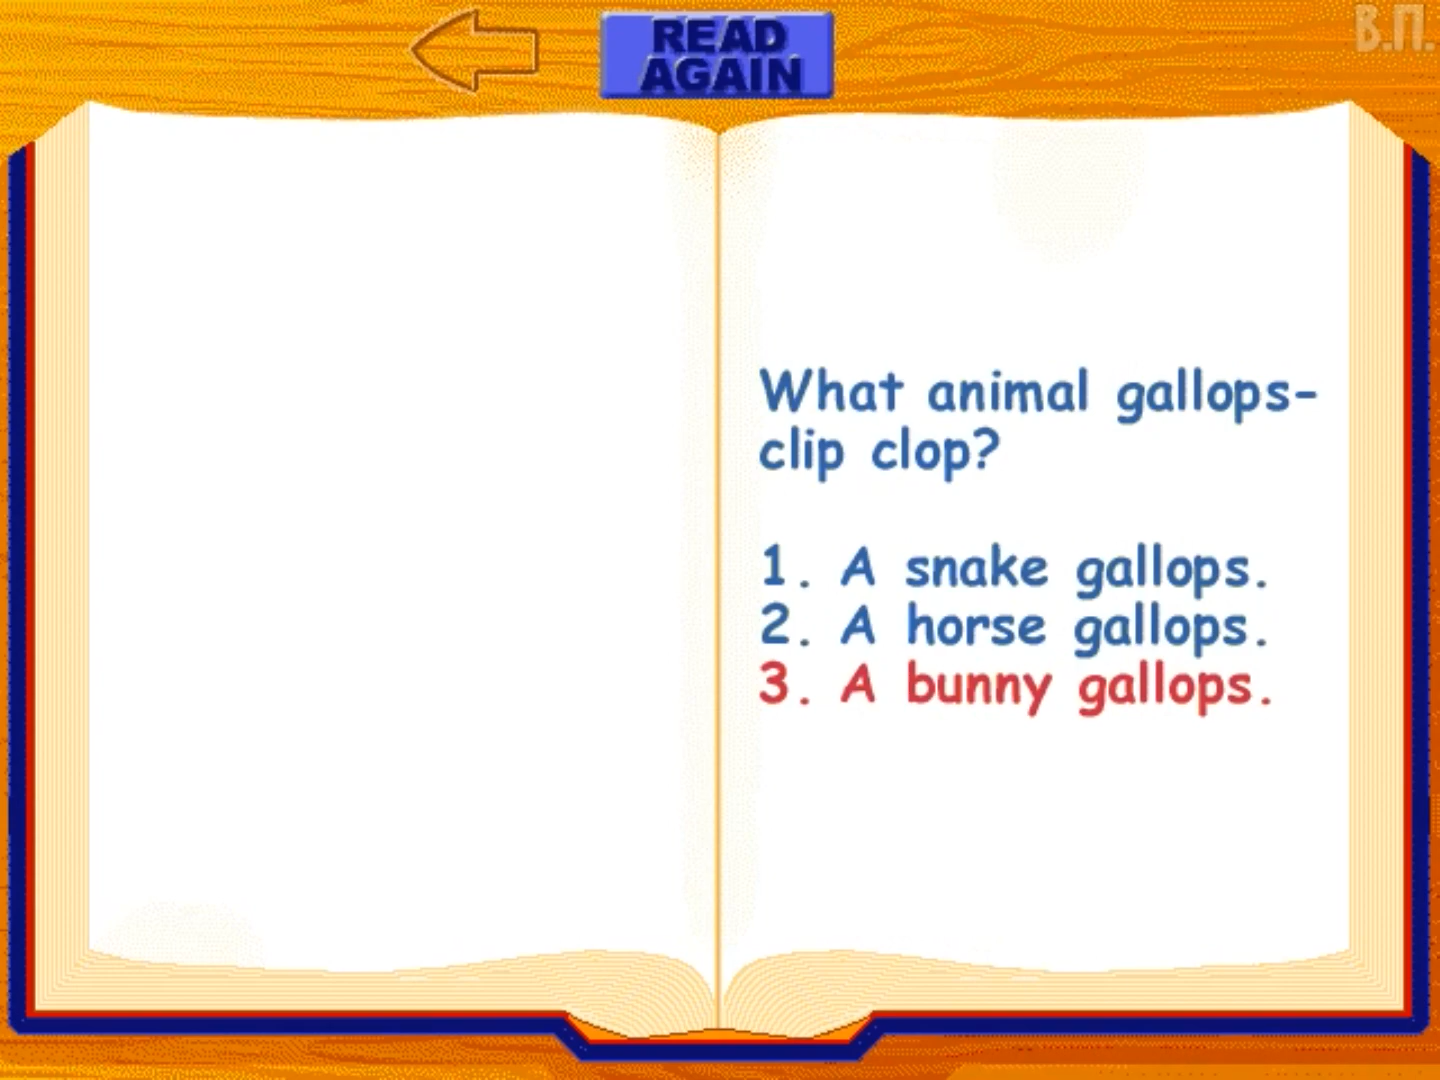 READ
AGAIN
В.П.
What animal gallops-
clip clop?
1. A snake gallops.
2. A horse gallops.
3. A bunny gallops.